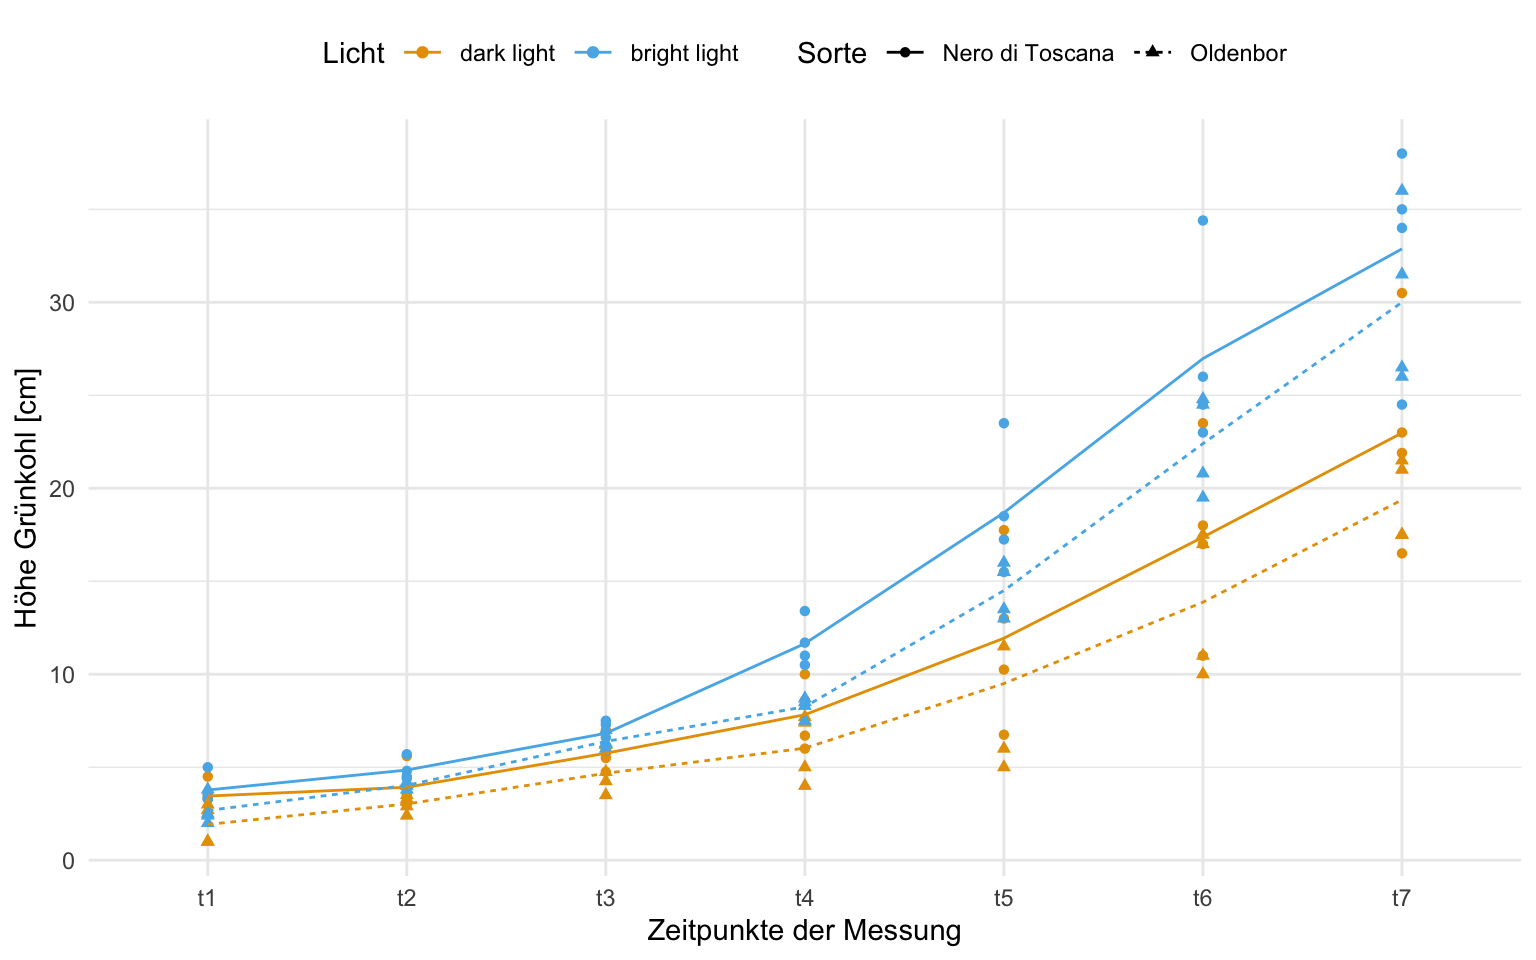 Licht dark light bright light Sorte Nero di Toscana Oldenbor
Höhe Grünkohl [cm]
30
20
10
0
t1 t2 t3 t4 t5 t6 t7
Zeitpunkte der Messung